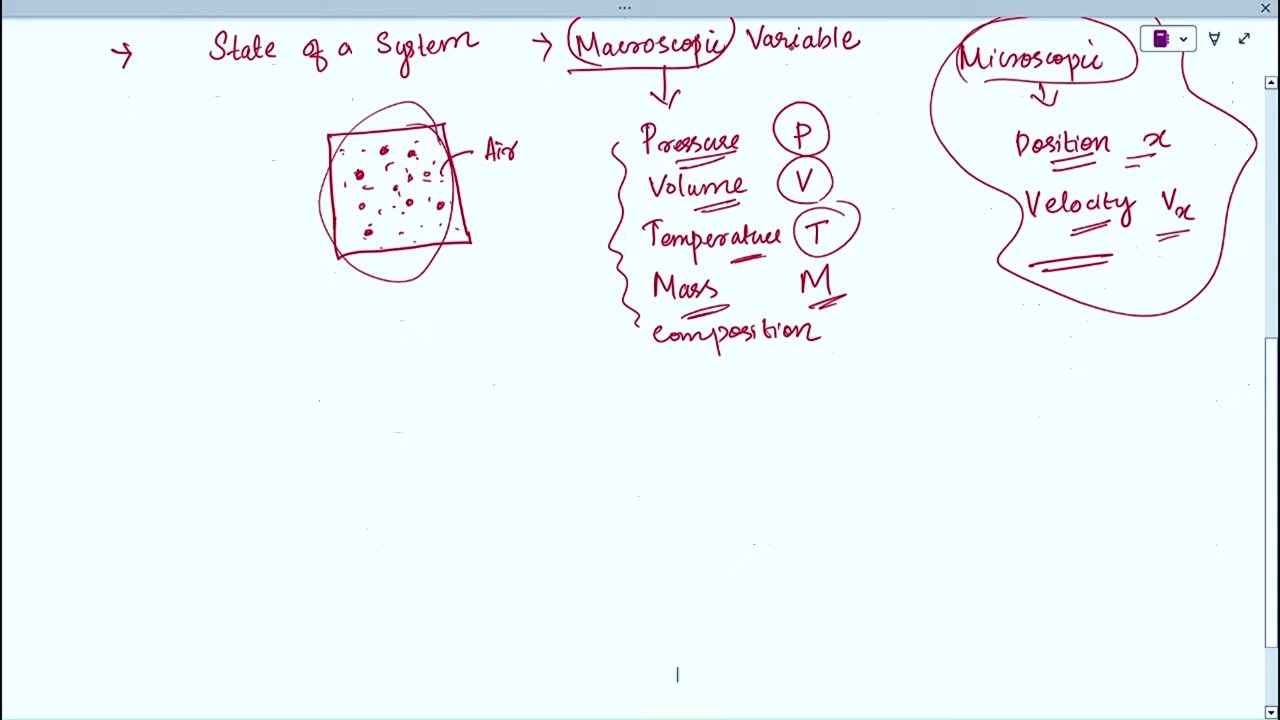 → State of a System → Macroscopic Variable
Microscopic
Air
Pressure P
Volume V
Temperature T
Mass M
composition
Position x
Velocity Vx